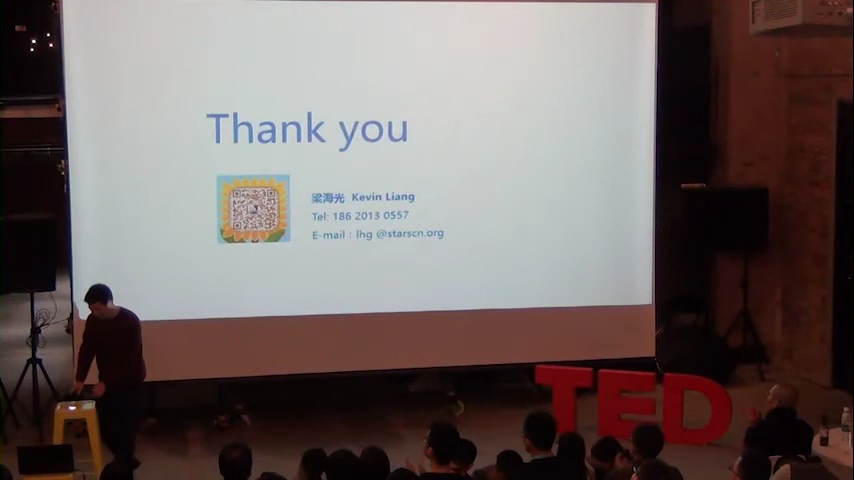 Thank you
梁海光 Kevin Liang
Tel: 186 2013 0557
E-mail : lhg @starscn.org
TED